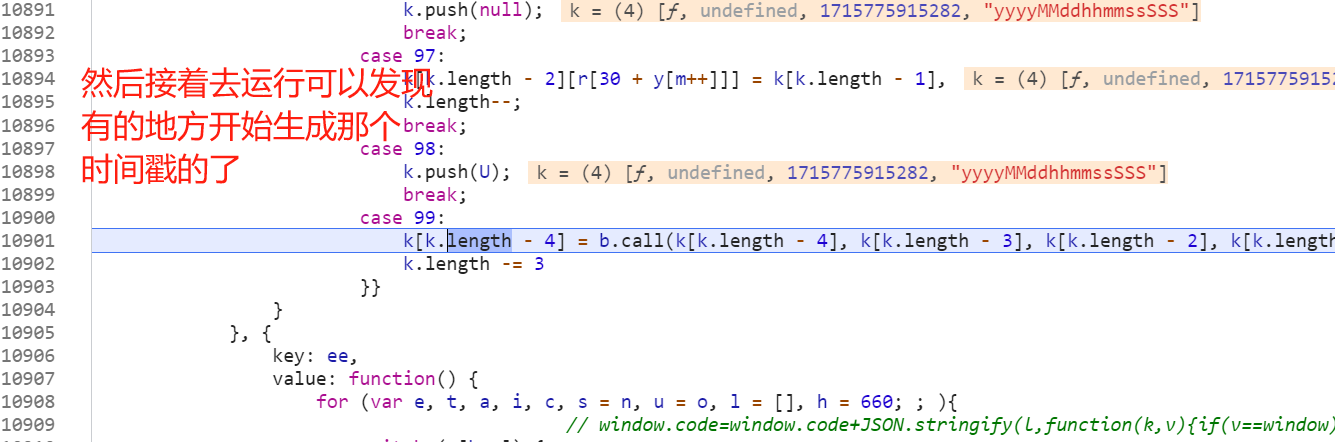 10891 k.push(null); k = (4) [ƒ, undefined, 1715775915282, "yyyyMMddhhmmssSSS"]
10892 break;
10893 case 97:
10894 k[k.length - 2][r[30 + y[m++]]] = k[k.length - 1], k = (4) [ƒ, undefined, 17157759152
10895 k.length--;
10896 break;
10897 case 98:
10898 k.push(U); k = (4) [ƒ, undefined, 1715775915282, "yyyyMMddhhmmssSSS"]
10899 break;
10900 case 99:
10901 k[k.length - 4] = b.call(k[k.length - 4], k[k.length - 3], k[k.length - 2], k[k.length
10902 k.length -= 3
10903 }}
10904 }
10905 }, {
10906 key: ee,
10907 value: function() {
10908 for (var e, t, a, i, c, s = n, u = o, l = [], h = 660; ; ){
10909 // window.code=window.code+JSON.stringify(l,function(k,v){if(v==window)
然后接着去运行可以发现
有的地方开始生成那个
时间戳的了